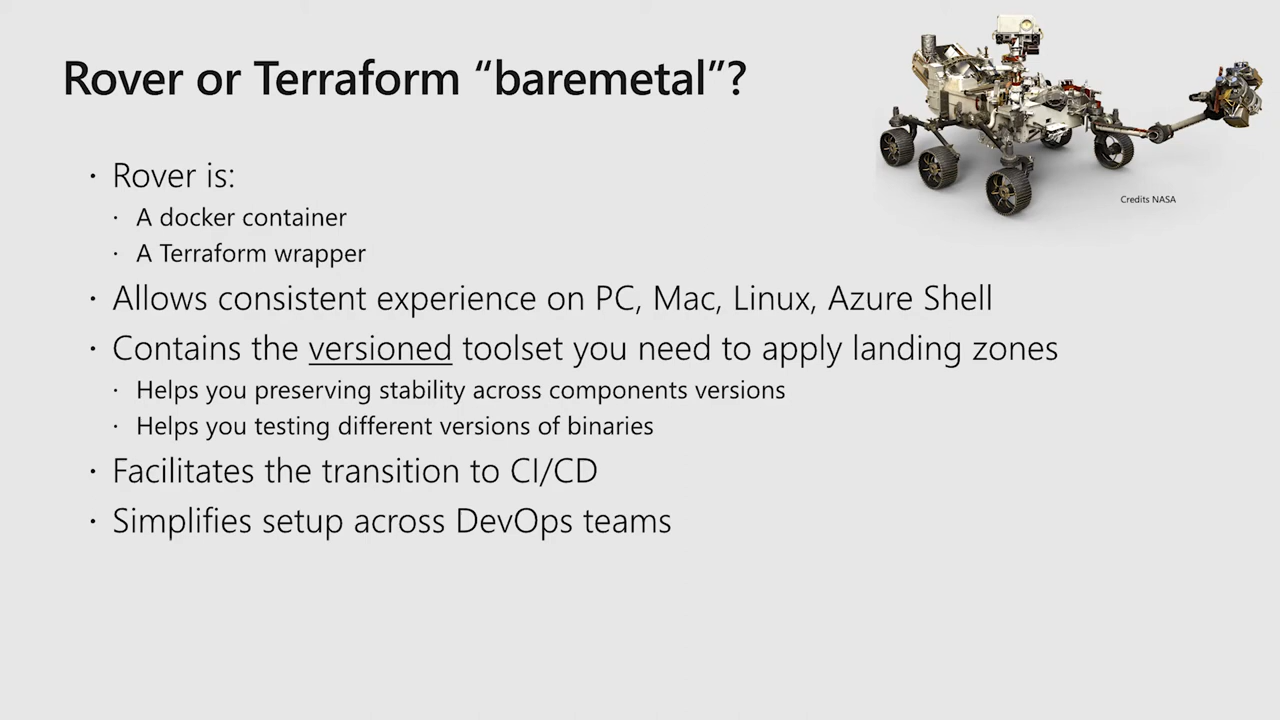 Rover or Terraform “baremetal”?
Credits NASA
· Rover is:
· A docker container
· A Terraform wrapper
· Allows consistent experience on PC, Mac, Linux, Azure Shell
· Contains the versioned toolset you need to apply landing zones
· Helps you preserving stability across components versions
· Helps you testing different versions of binaries
· Facilitates the transition to CI/CD
· Simplifies setup across DevOps teams